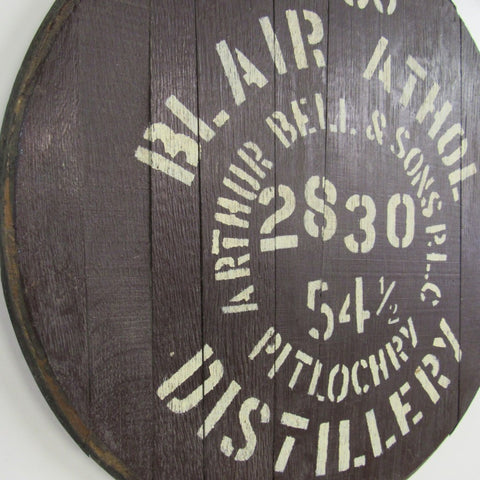 BLAIR ATHOL
ARTHUR BELL & SONS P.L.C
2830
54½
PITLOCHRY
DISTILLERY